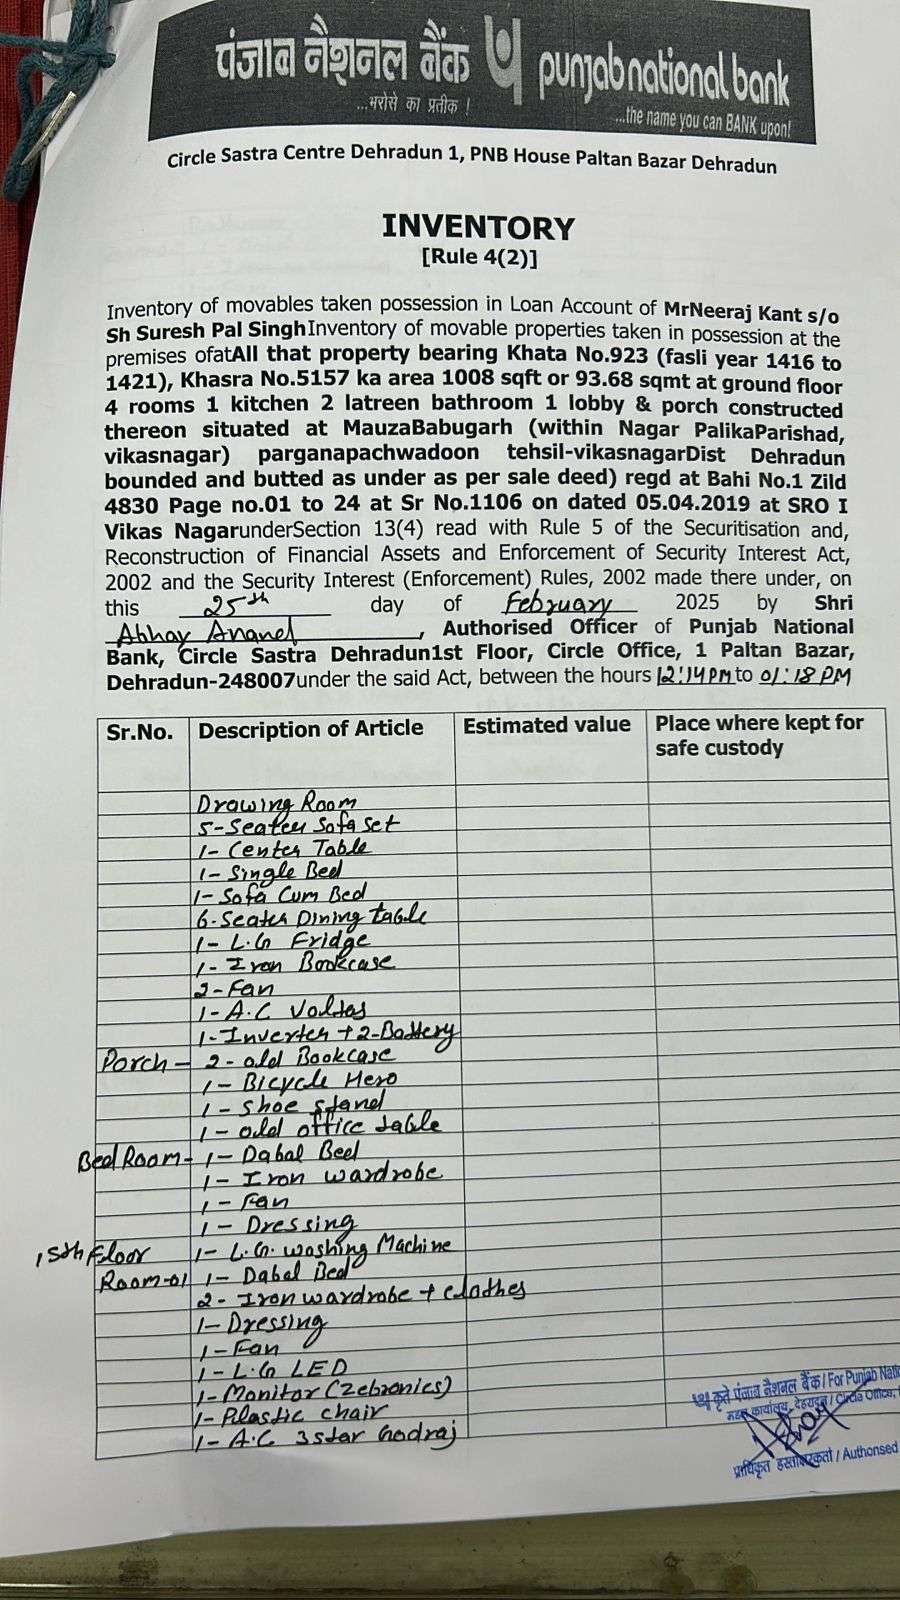 पंजाब नैशनल बैंक punjab national bank
...भरोसे का प्रतीक ! ...the name you can BANK upon!
Circle Sastra Centre Dehradun 1, PNB House Paltan Bazar Dehradun
INVENTORY
[Rule 4(2)]
Inventory of movables taken possession in Loan Account of MrNeeraj Kant s/o
Sh Suresh Pal SinghInventory of movable properties taken in possession at the
premises ofatAll that property bearing Khata No.923 (fasli year 1416 to
1421), Khasra No.5157 ka area 1008 sqft or 93.68 sqmt at ground floor
4 rooms 1 kitchen 2 latreen bathroom 1 lobby & porch constructed
thereon situated at MauzaBabugarh (within Nagar PalikaParishad,
vikasnagar) parganapachwadoon tehsil-vikasnagarDist Dehradun
bounded and butted as under as per sale deed) regd at Bahi No.1 Zild
4830 Page no.01 to 24 at Sr No.1106 on dated 05.04.2019 at SRO I
Vikas NagarunderSection 13(4) read with Rule 5 of the Securitisation and,
Reconstruction of Financial Assets and Enforcement of Security Interest Act,
2002 and the Security Interest (Enforcement) Rules, 2002 made there under, on
this 25th day of February 2025 by Shri
Abhay Anand, Authorised Officer of Punjab National
Bank, Circle Sastra Dehradun1st Floor, Circle Office, 1 Paltan Bazar,
Dehradun-248007under the said Act, between the hours 12:14PM to 01:18 PM
Sr.No. Description of Article Estimated value Place where kept for
safe custody
Drawing Room
5-Seater Sofa Set
1- Center Table
1- Single Bed
1- Sofa Cum Bed
6-Seater Dining table
1- L.G Fridge
1- Iron Bookcase
2-Fan
1-A.C Voltas
1-Inverter + 2-Battery
Porch - 2-old Bookcase
1- Bicycle Hero
1- Shoe stand
1- old office table
Bed Room- 1- Dabal Bed
1- Iron wardrobe
1- Fan
1- Dressing
1- L.G. washing Machine
Floor
Room-01 1- Dabal Bed
2- Iron wardrobe + clothes
1-Dressing
1-Fan
1-L.G LED
1-Monitor (Zebronics)
1-Plastic chair
1-A.C 3star Godraj
कृते पंजाब नैशनल बैंक/For Punjab Nati
मंडल कार्यालय, देहरादून / Circle Office,
प्राधिकृत हस्ताक्षरकर्ता / Authorised